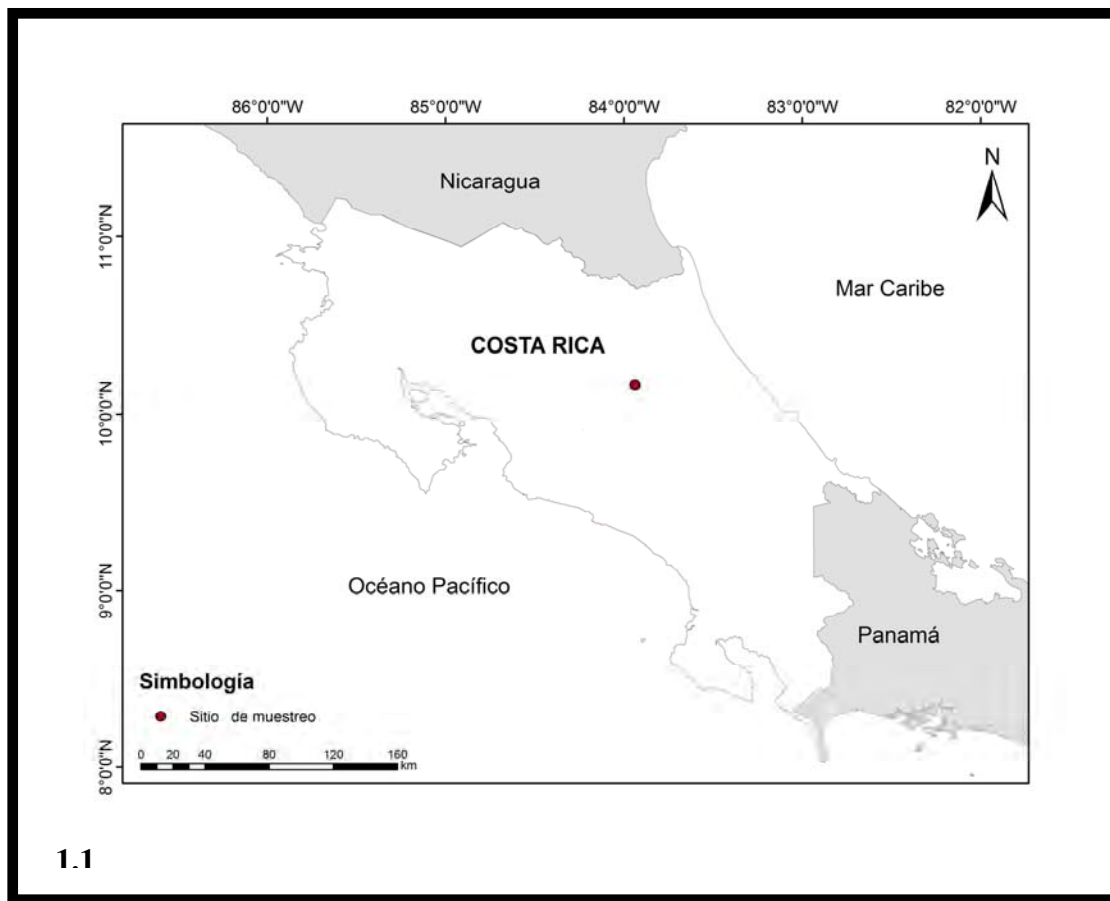 86°0'0"W 85°0'0"W 84°0'0"W 83°0'0"W 82°0'0"W
N
Nicaragua
11°0'0"N
Mar Caribe
COSTA RICA
10°0'0"N
Océano Pacífico
9°0'0"N
Panamá
Simbología
Sitio de muestreo
0 20 40 80 120 160
km
8°0'0"N
1.1